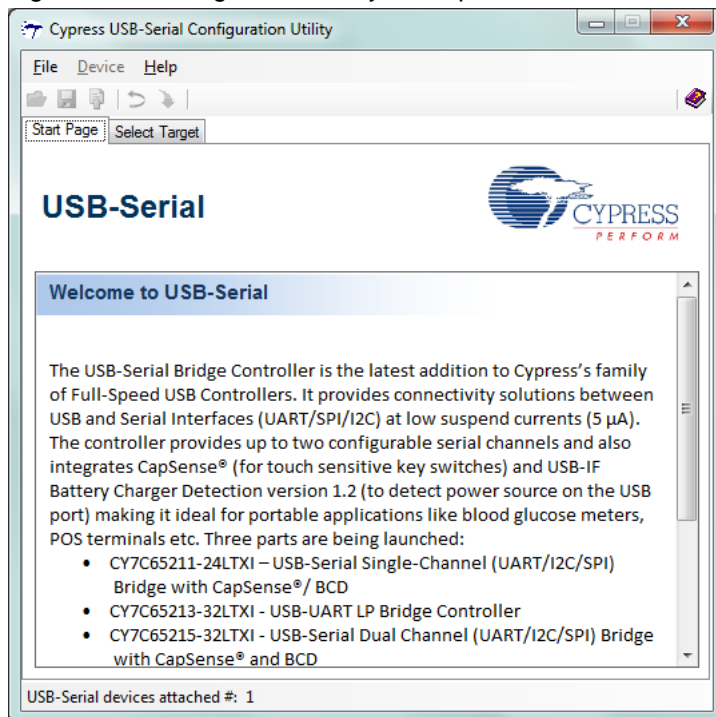 Cypress USB-Serial Configuration Utility
File Device Help
Start Page Select Target
USB-Serial
CYPRESS
PERFORM
Welcome to USB-Serial
The USB-Serial Bridge Controller is the latest addition to Cypress's family
of Full-Speed USB Controllers. It provides connectivity solutions between
USB and Serial Interfaces (UART/SPI/I2C) at low suspend currents (5 µA).
The controller provides up to two configurable serial channels and also
integrates CapSense® (for touch sensitive key switches) and USB-IF
Battery Charger Detection version 1.2 (to detect power source on the USB
port) making it ideal for portable applications like blood glucose meters,
POS terminals etc. Three parts are being launched:
• CY7C65211-24LTXI – USB-Serial Single-Channel (UART/I2C/SPI)
Bridge with CapSense®/ BCD
• CY7C65213-32LTXI - USB-UART LP Bridge Controller
• CY7C65215-32LTXI - USB-Serial Dual Channel (UART/I2C/SPI) Bridge
with CapSense® and BCD
USB-Serial devices attached #: 1